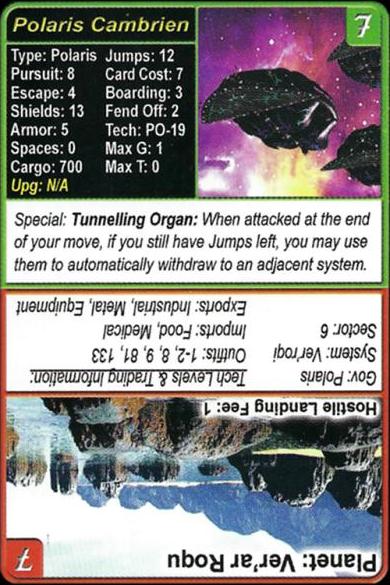 Polaris Cambrien
7
Type: Polaris Jumps: 12
Pursuit: 8 Card Cost: 7
Escape: 4 Boarding: 3
Shields: 13 Fend Off: 2
Armor: 5 Tech: PO-19
Spaces: 0 Max G: 1
Cargo: 700 Max T: 0
Upg: N/A
Special: Tunnelling Organ: When attacked at the end
of your move, if you still have Jumps left, you may use
them to automatically withdraw to an adjacent system.
Planet: Ver'ar Roqu
7
Hostile Landing Fee: 1
Tech Levels & Trading Information:
Gov: Polaris Outfits: 1-2, 8, 9, 81, 133
System: Ver'roqi Imports: Food, Medical
Sector: 6 Exports: Industrial, Metal, Equipment